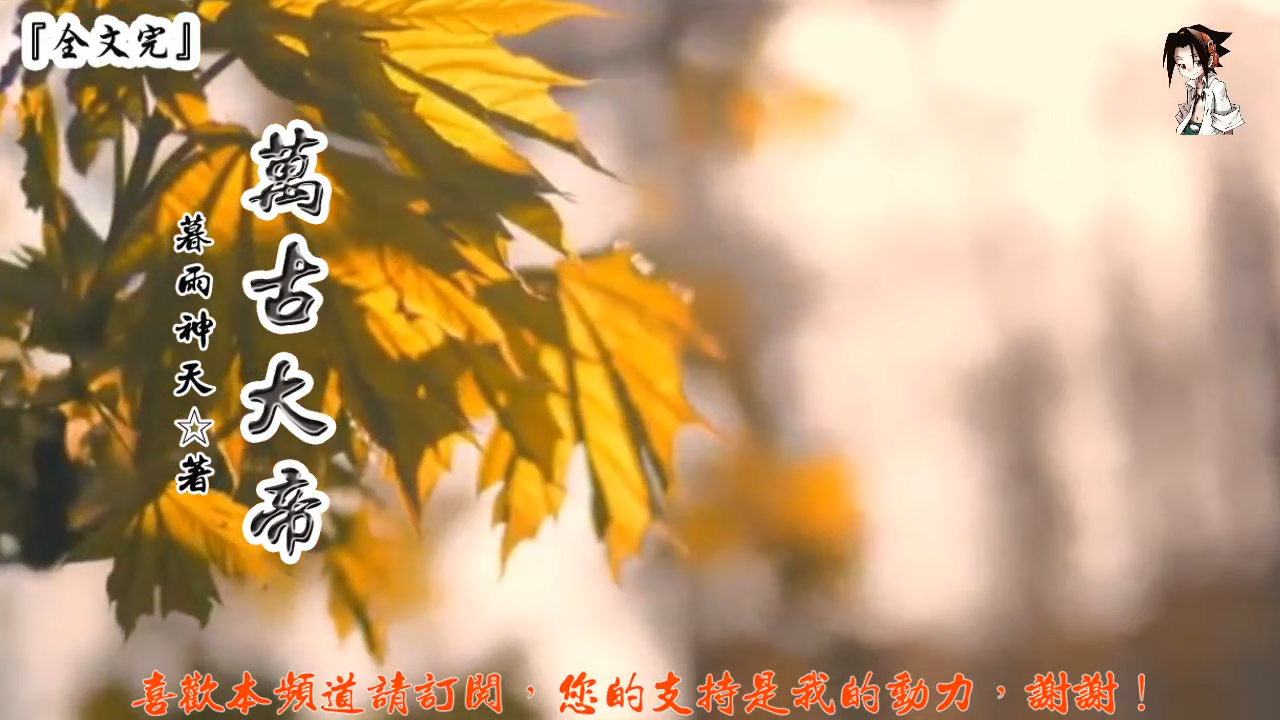 『全文完』
萬古大帝
暮雨神天☆著
喜歡本頻道請訂閱，您的支持是我的動力，謝謝！